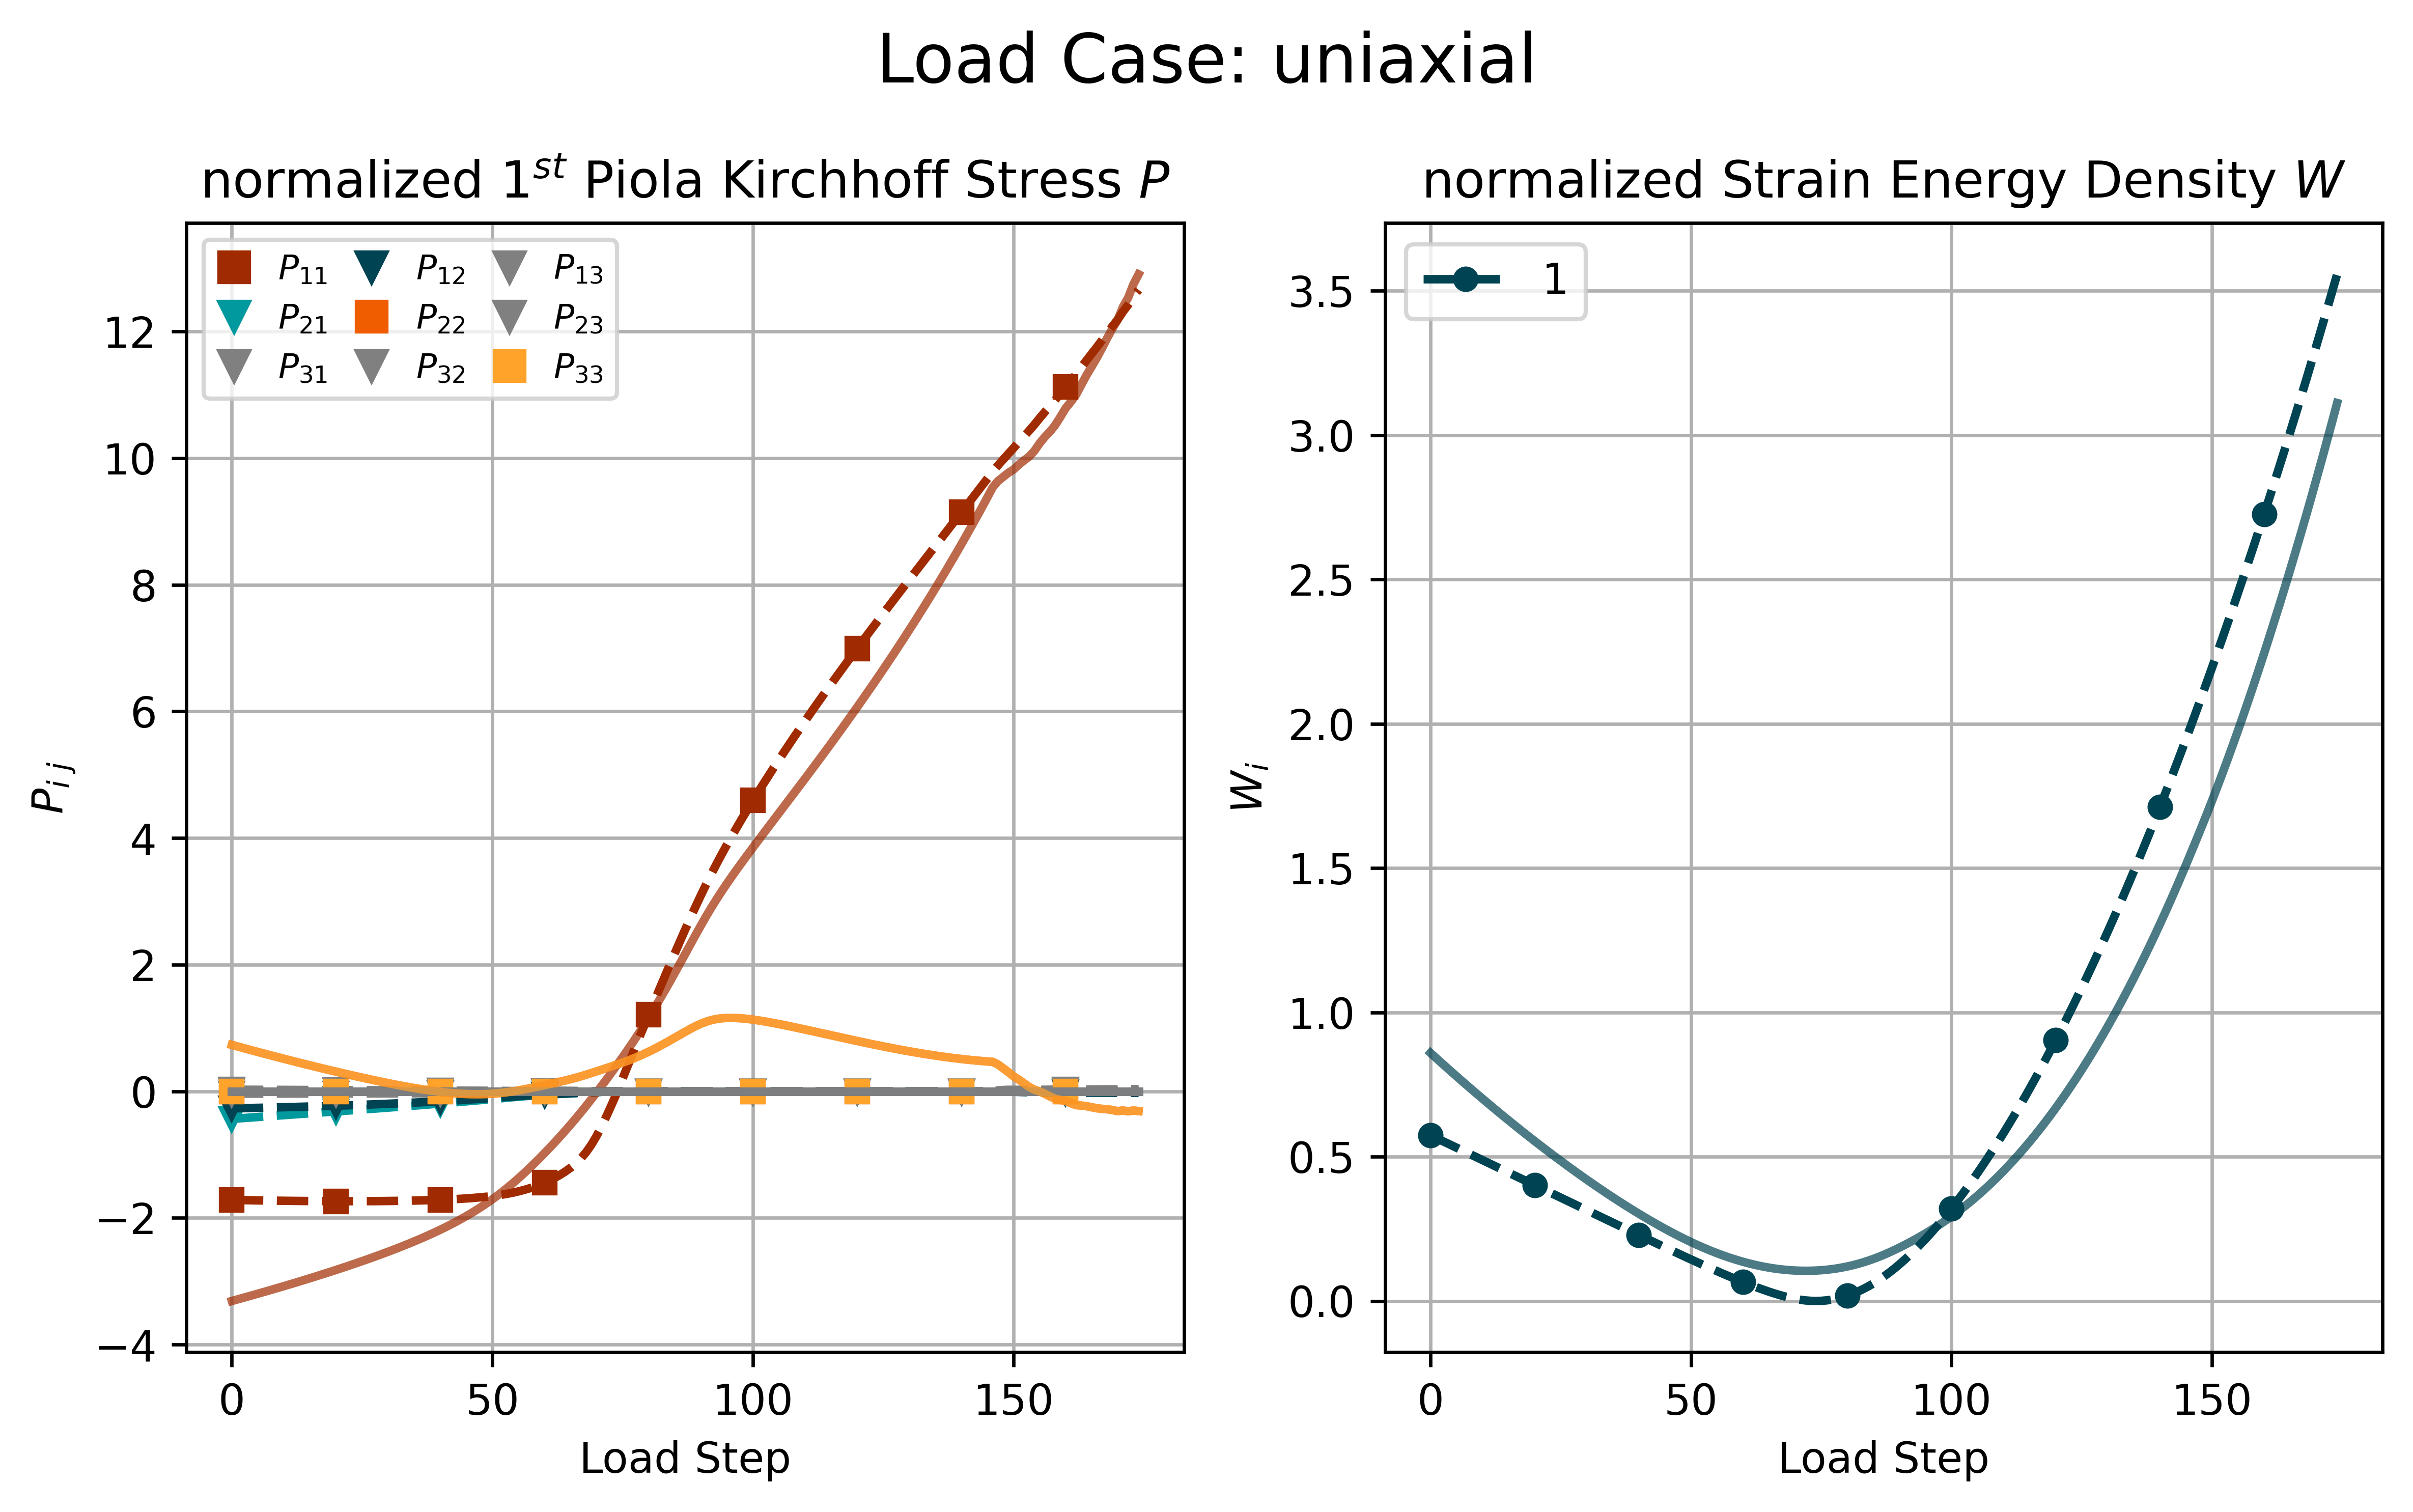 Load Case: uniaxial
normalized 1st Piola Kirchhoff Stress P
P11 P12 P13
P21 P22 P23
P31 P32 P33
12
10
8
6
4
2
0
−2
−4
Pi j
0 50 100 150
Load Step
normalized Strain Energy Density W
1
3.5
3.0
2.5
2.0
1.5
1.0
0.5
0.0
Wi
0 50 100 150
Load Step